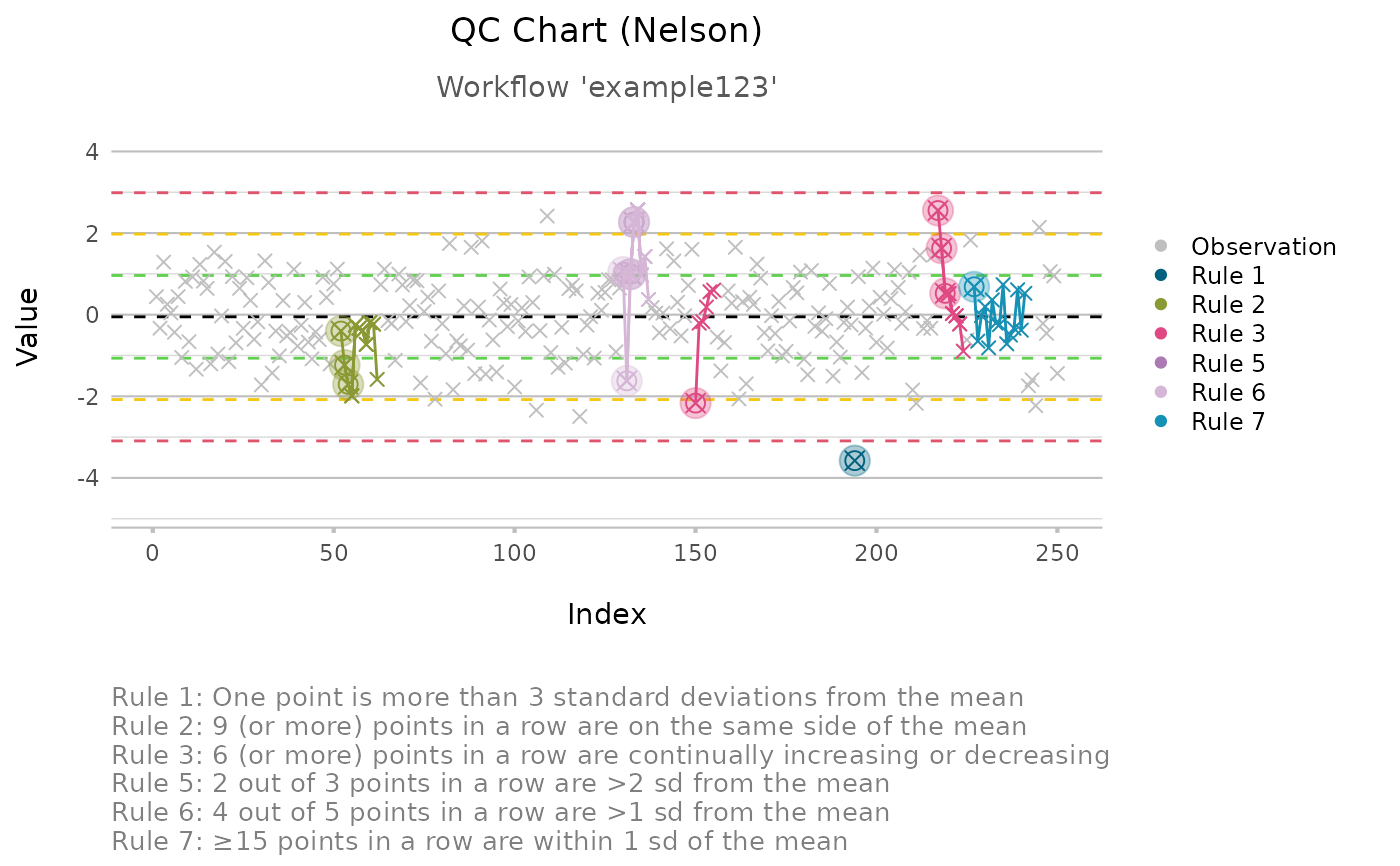 QC Chart (Nelson)
Workflow 'example123'
Value
4
2
0
-2
-4
0 50 100 150 200 250
Index
Observation
Rule 1
Rule 2
Rule 3
Rule 5
Rule 6
Rule 7
Rule 1: One point is more than 3 standard deviations from the mean
Rule 2: 9 (or more) points in a row are on the same side of the mean
Rule 3: 6 (or more) points in a row are continually increasing or decreasing
Rule 5: 2 out of 3 points in a row are >2 sd from the mean
Rule 6: 4 out of 5 points in a row are >1 sd from the mean
Rule 7: ≥15 points in a row are within 1 sd of the mean